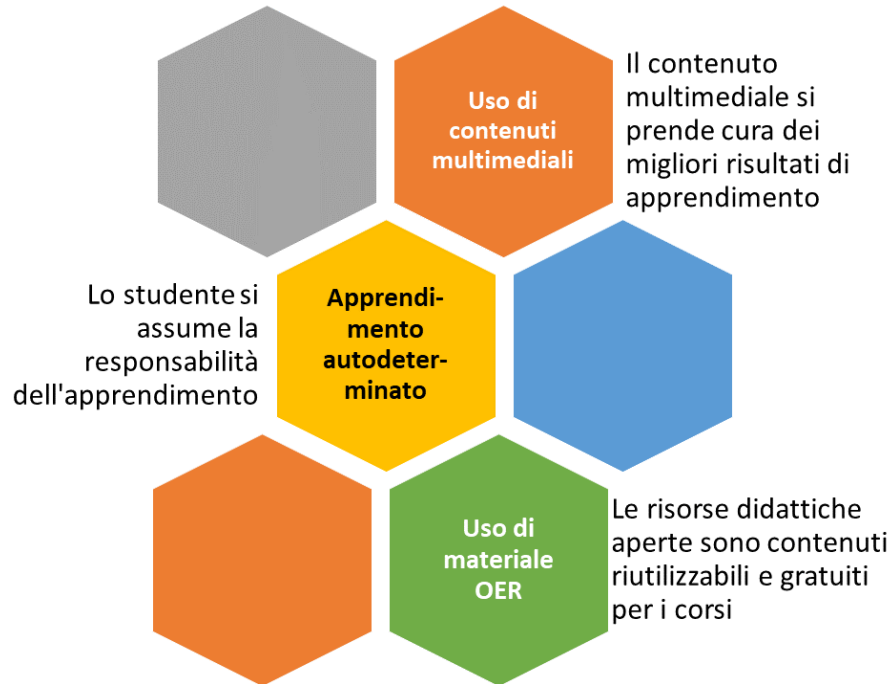 Uso di
contenuti
multimediali
Il contenuto
multimediale si
prende cura dei
migliori risultati di
apprendimento
Lo studente si
assume la
responsabilità
dell'apprendimento
Apprendi-
mento
autodeter-
minato
Uso di
materiale
OER
Le risorse didattiche
aperte sono contenuti
riutilizzabili e gratuiti
per i corsi